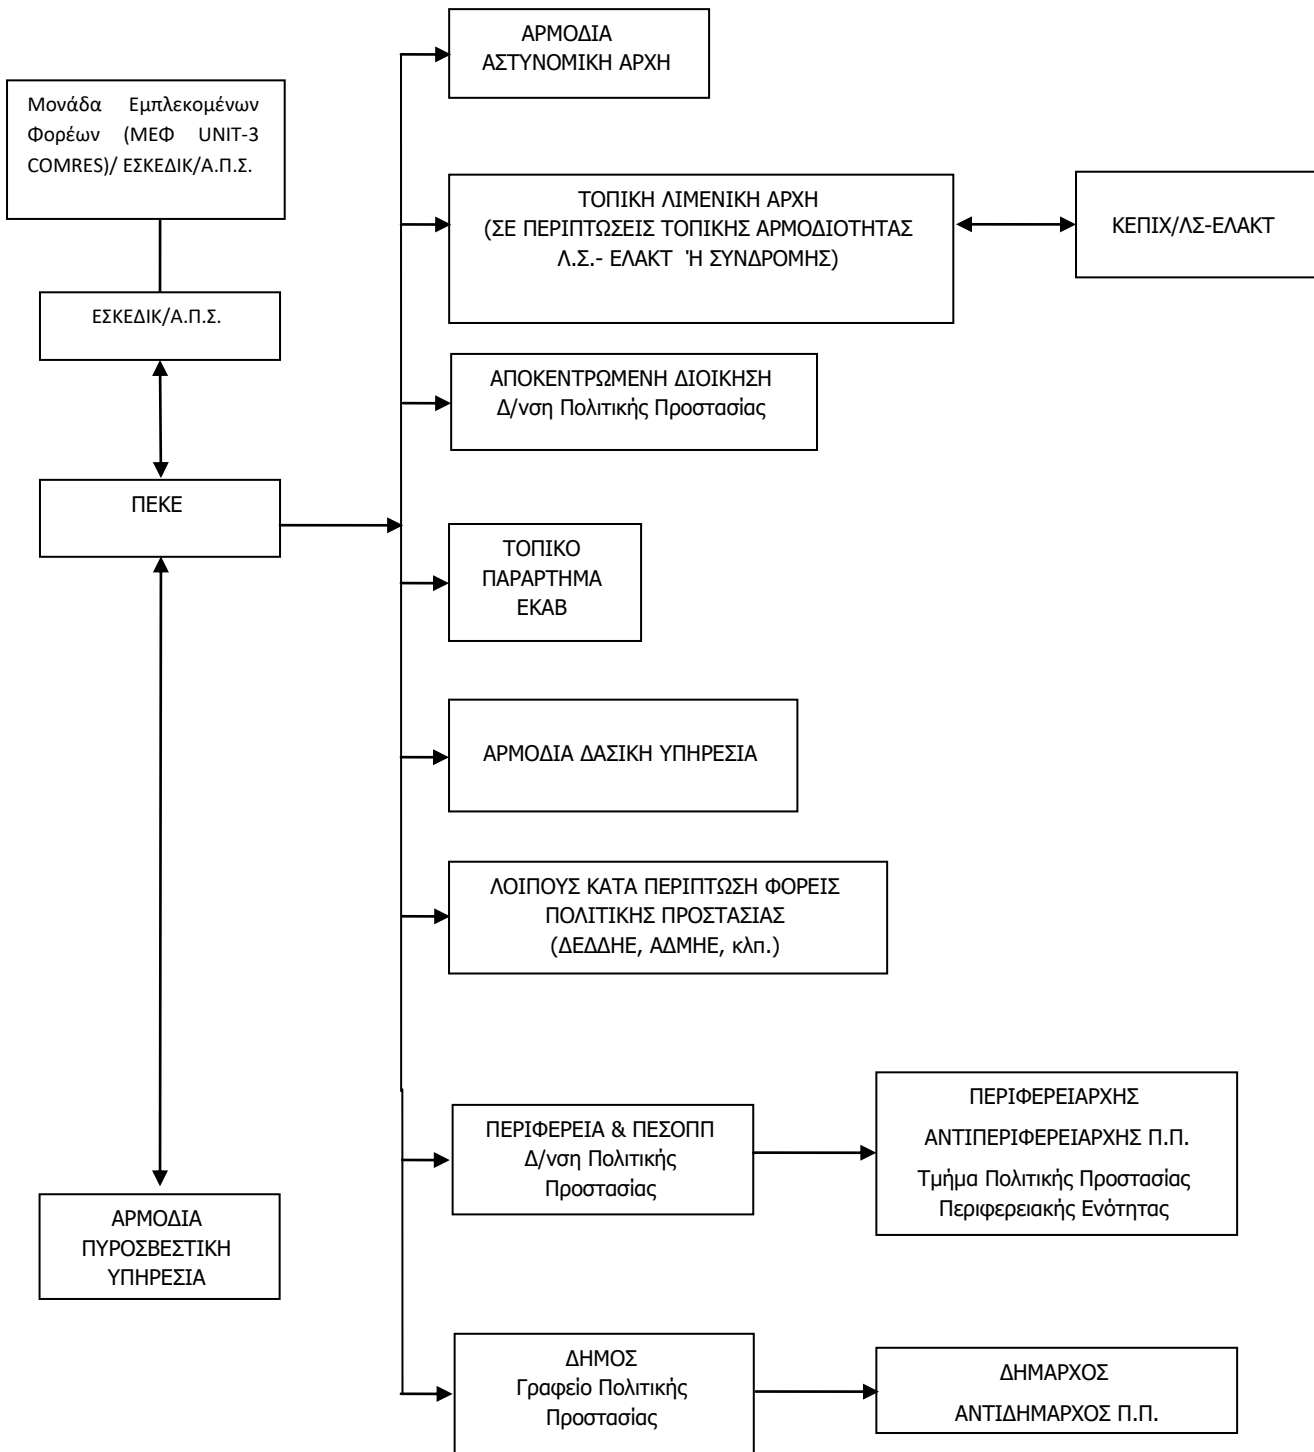 ΑΡΜΟΔΙΑ
ΑΣΤΥΝΟΜΙΚΗ ΑΡΧΗ
Μονάδα Εμπλεκομένων
Φορέων (ΜΕΦ UNIT-3
COMRES)/ ΕΣΚΕΔΙΚ/Α.Π.Σ.
ΤΟΠΙΚΗ ΛΙΜΕΝΙΚΗ ΑΡΧΗ
(ΣΕ ΠΕΡΙΠΤΩΣΕΙΣ ΤΟΠΙΚΗΣ ΑΡΜΟΔΙΟΤΗΤΑΣ
Λ.Σ.- ΕΛΑΚΤ Ή ΣΥΝΔΡΟΜΗΣ)
ΚΕΠΙΧ/ΛΣ-ΕΛΑΚΤ
ΕΣΚΕΔΙΚ/Α.Π.Σ.
ΑΠΟΚΕΝΤΡΩΜΕΝΗ ΔΙΟΙΚΗΣΗ
Δ/νση Πολιτικής Προστασίας
ΠΕΚΕ
ΤΟΠΙΚΟ
ΠΑΡΑΡΤΗΜΑ
ΕΚΑΒ
ΑΡΜΟΔΙΑ ΔΑΣΙΚΗ ΥΠΗΡΕΣΙΑ
ΛΟΙΠΟΥΣ ΚΑΤΑ ΠΕΡΙΠΤΩΣΗ ΦΟΡΕΙΣ
ΠΟΛΙΤΙΚΗΣ ΠΡΟΣΤΑΣΙΑΣ
(ΔΕΔΔΗΕ, ΑΔΜΗΕ, κλπ.)
ΠΕΡΙΦΕΡΕΙΑ & ΠΕΣΟΠΠ
Δ/νση Πολιτικής
Προστασίας
ΠΕΡΙΦΕΡΕΙΑΡΧΗΣ
ΑΝΤΙΠΕΡΙΦΕΡΕΙΑΡΧΗΣ Π.Π.
Τμήμα Πολιτικής Προστασίας
Περιφερειακής Ενότητας
ΑΡΜΟΔΙΑ
ΠΥΡΟΣΒΕΣΤΙΚΗ
ΥΠΗΡΕΣΙΑ
ΔΗΜΟΣ
Γραφείο Πολιτικής
Προστασίας
ΔΗΜΑΡΧΟΣ
ΑΝΤΙΔΗΜΑΡΧΟΣ Π.Π.